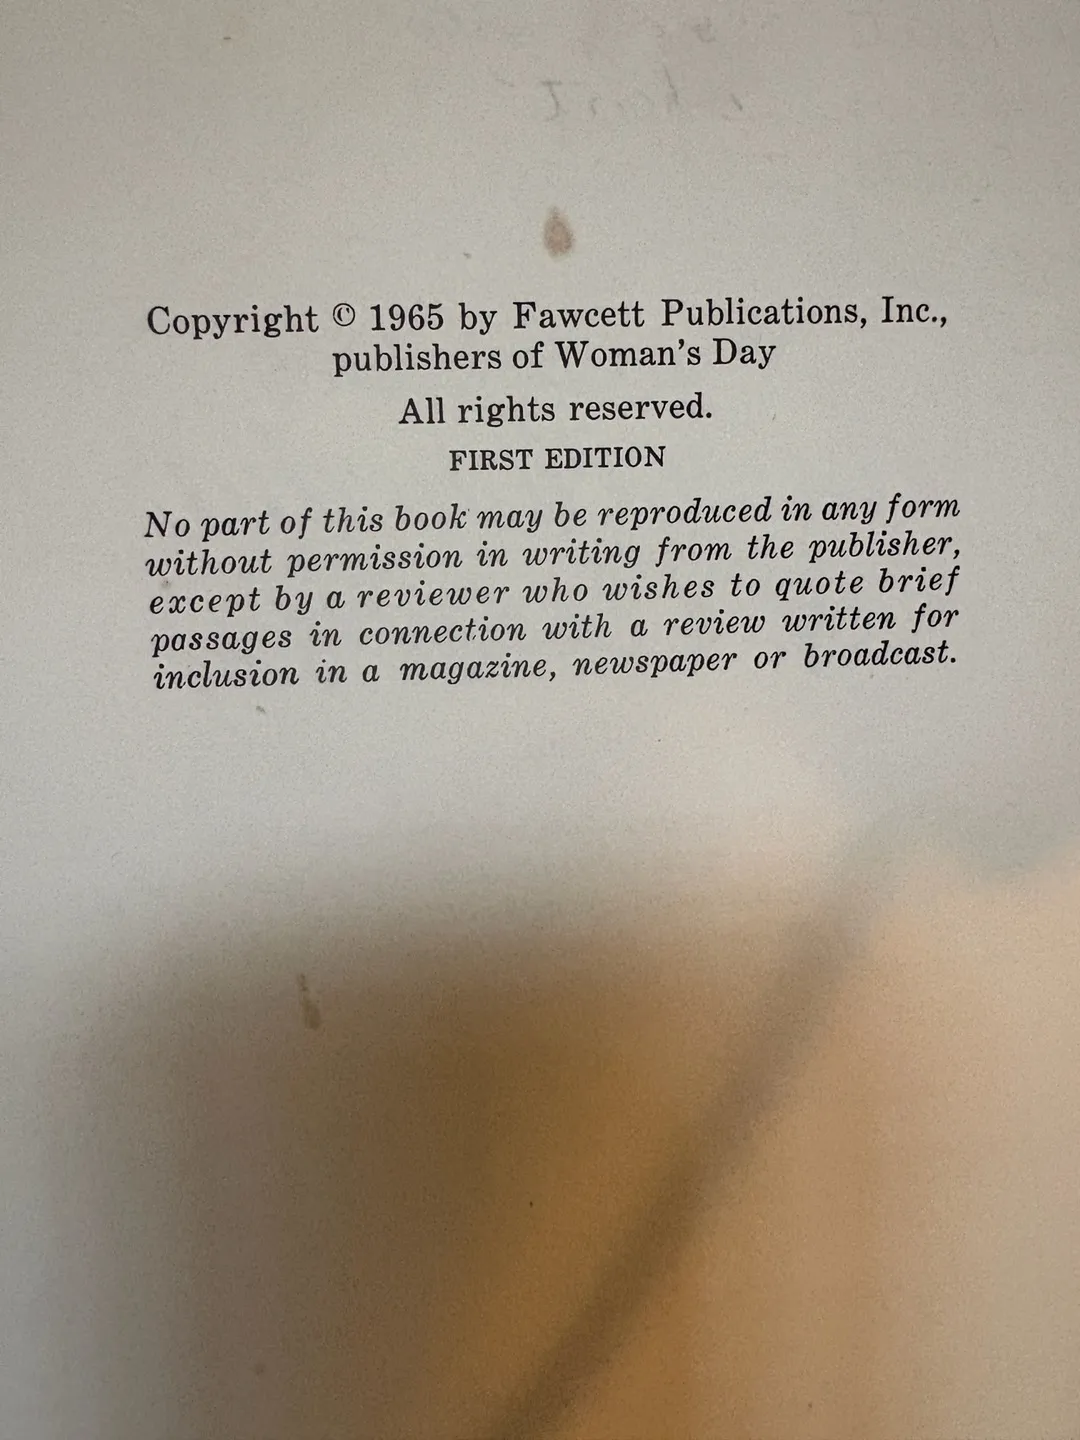 Copyright © 1965 by Fawcett Publications, Inc.,
publishers of Woman's Day
All rights reserved.
FIRST EDITION
No part of this book may be reproduced in any form
without permission in writing from the publisher,
except by a reviewer who wishes to quote brief
passages in connection with a review written for
inclusion in a magazine, newspaper or broadcast.